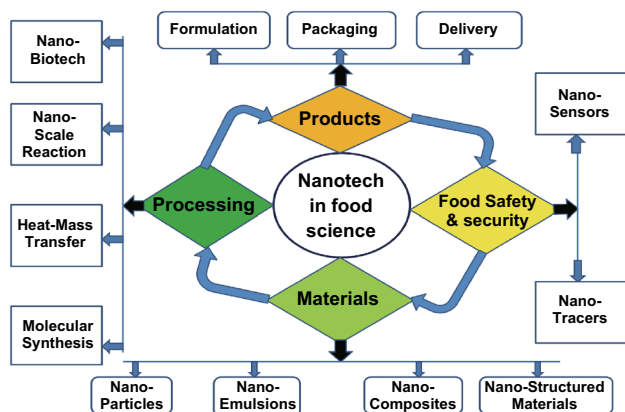 Formulation
Packaging
Delivery
Nano-
Biotech
Nano-
Scale
Reaction
Heat-Mass
Transfer
Molecular
Synthesis
Products
Processing
Nanotech
in food
science
Food Safety
& security
Materials
Nano-
Sensors
Nano-
Tracers
Nano-
Particles
Nano-
Emulsions
Nano-
Composites
Nano-Structured
Materials